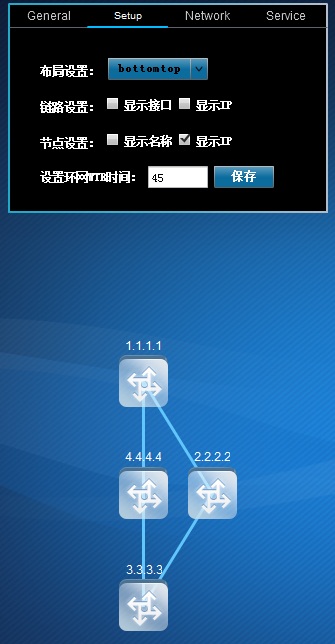 General Setup Network Service
布局设置: bottomtop
链路设置: 显示接口 显示IP
节点设置: 显示名称 显示IP
设置环网WTR时间: 45 保存
1.1.1.1
4.4.4.4 2.2.2.2
3.3.3.3